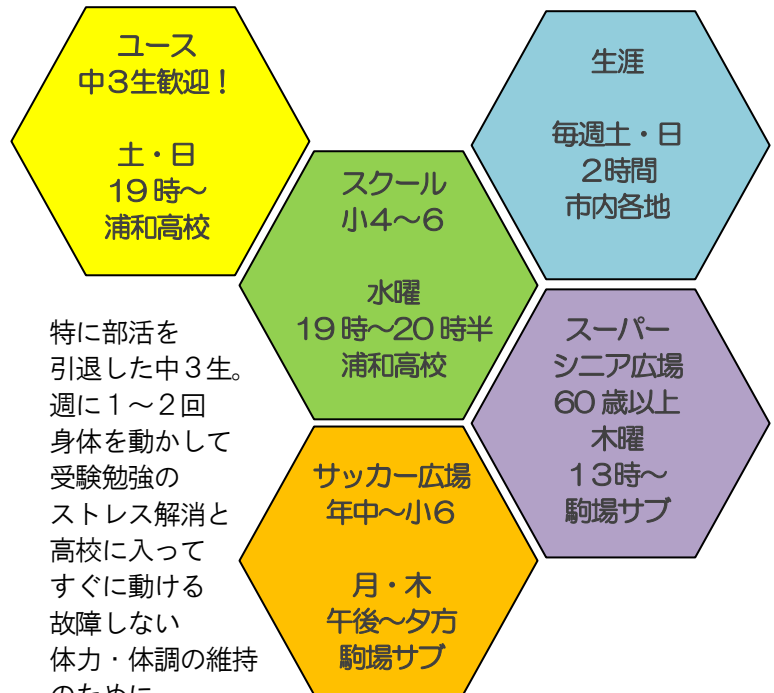 ユース
中3生歓迎！
土・日
19時～
浦和高校
生涯
毎週土・日
2時間
市内各地
スクール
小4～6
水曜
19時～20時半
浦和高校
スーパー
シニア広場
60歳以上
木曜
13時～
駒場サブ
サッカー広場
年中～小6
月・木
午後～夕方
駒場サブ
特に部活を
引退した中３生。
週に１～２回
身体を動かして
受験勉強の
ストレス解消と
高校に入って
すぐに動ける
故障しない
体力・体調の維持
のために